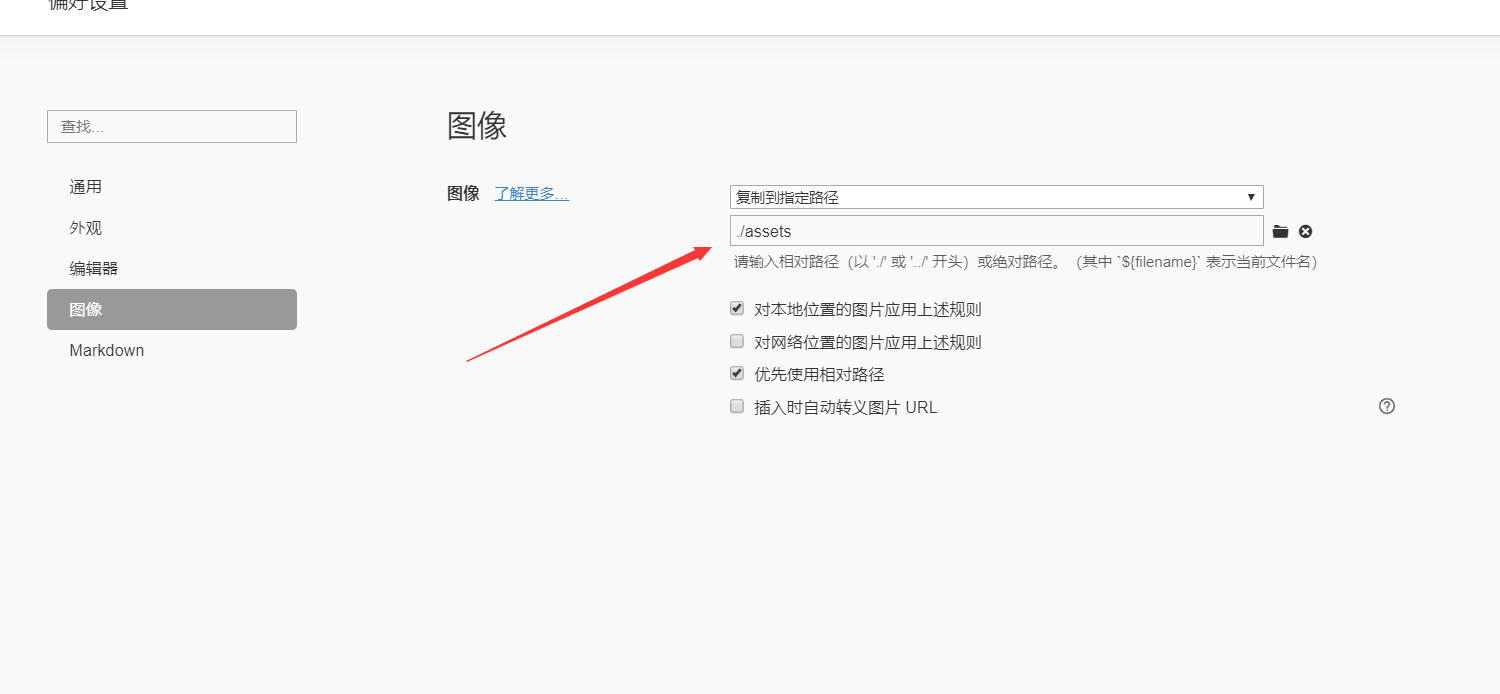 偏好设置
查找...
通用
外观
编辑器
图像
Markdown
图像
图像 了解更多...
复制到指定路径
./assets
请输入相对路径（以 './' 或 '../' 开头）或绝对路径。 （其中 `${filename}` 表示当前文件名）
对本地位置的图片应用上述规则
对网络位置的图片应用上述规则
优先使用相对路径
插入时自动转义图片 URL